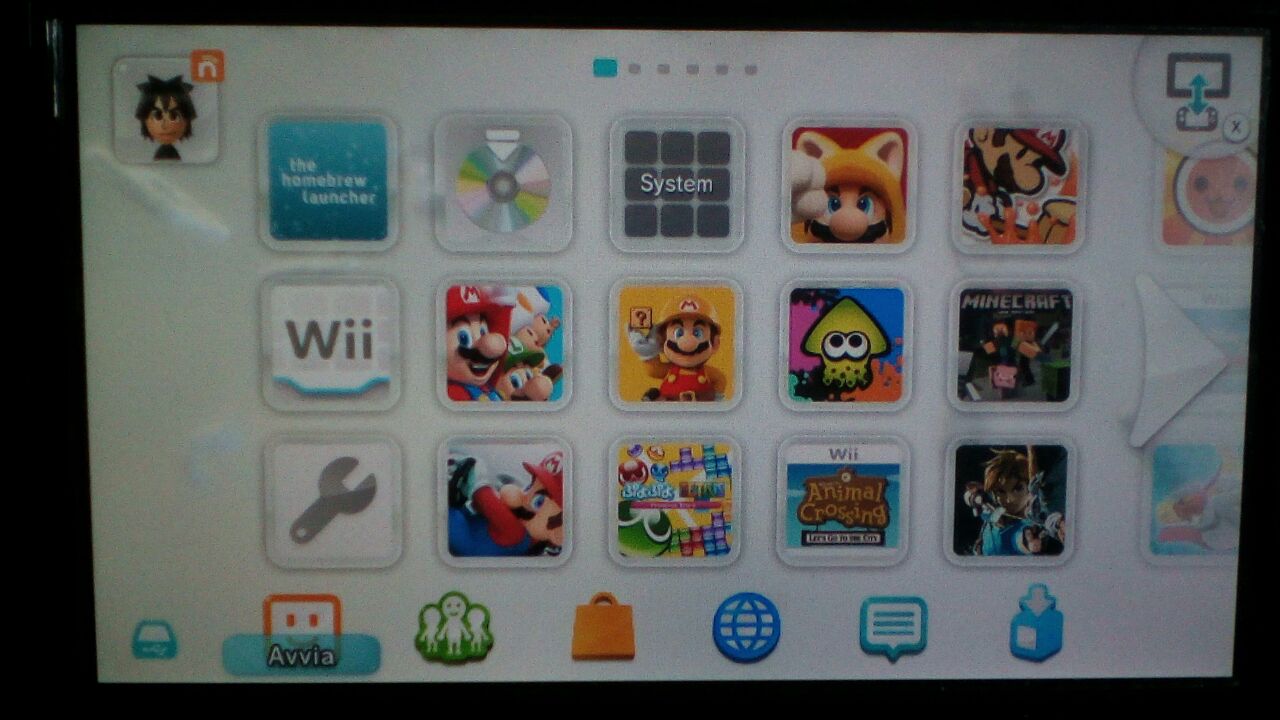 the
homebrew
launcher
System
X
Wii
MINECRAFT
Wii
Animal
Crossing
Let's Go to the City
Avvia